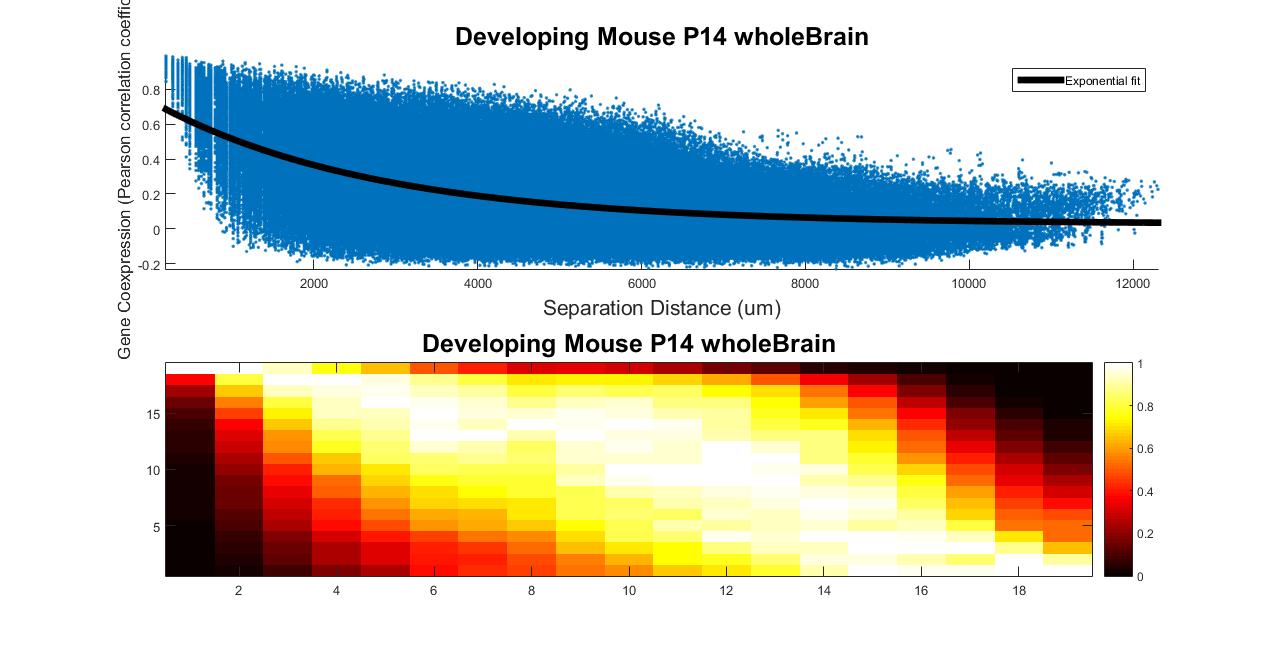 Developing Mouse P14 wholeBrain
Gene Coexpression (Pearson correlation
Exponential fit
0.8
0.6
0.4
0.2
0
-0.2
2000 4000 6000 8000 10000 12000
Separation Distance (um)
Developing Mouse P14 wholeBrain
15
10
5
2 4 6 8 10 12 14 16 18
1
0.8
0.6
0.4
0.2
0